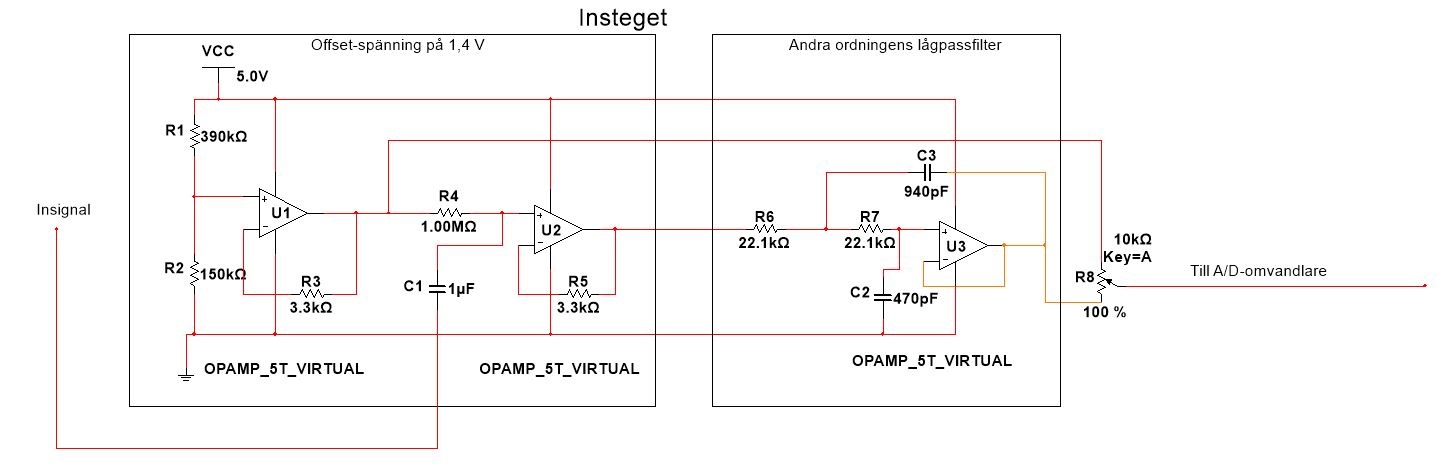 Insteget
Offset-spänning på 1,4 V
Andra ordningens lågpassfilter
VCC
5.0V
R1
390kΩ
C3
940pF
Insignal
U1
R4
1.00MΩ
U2
R6
22.1kΩ
R7
22.1kΩ
U3
10kΩ
Key=A
R2
150kΩ
R3
3.3kΩ
C1
1µF
R5
3.3kΩ
C2
470pF
R8
Till A/D-omvandlare
100 %
OPAMP_5T_VIRTUAL
OPAMP_5T_VIRTUAL
OPAMP_5T_VIRTUAL